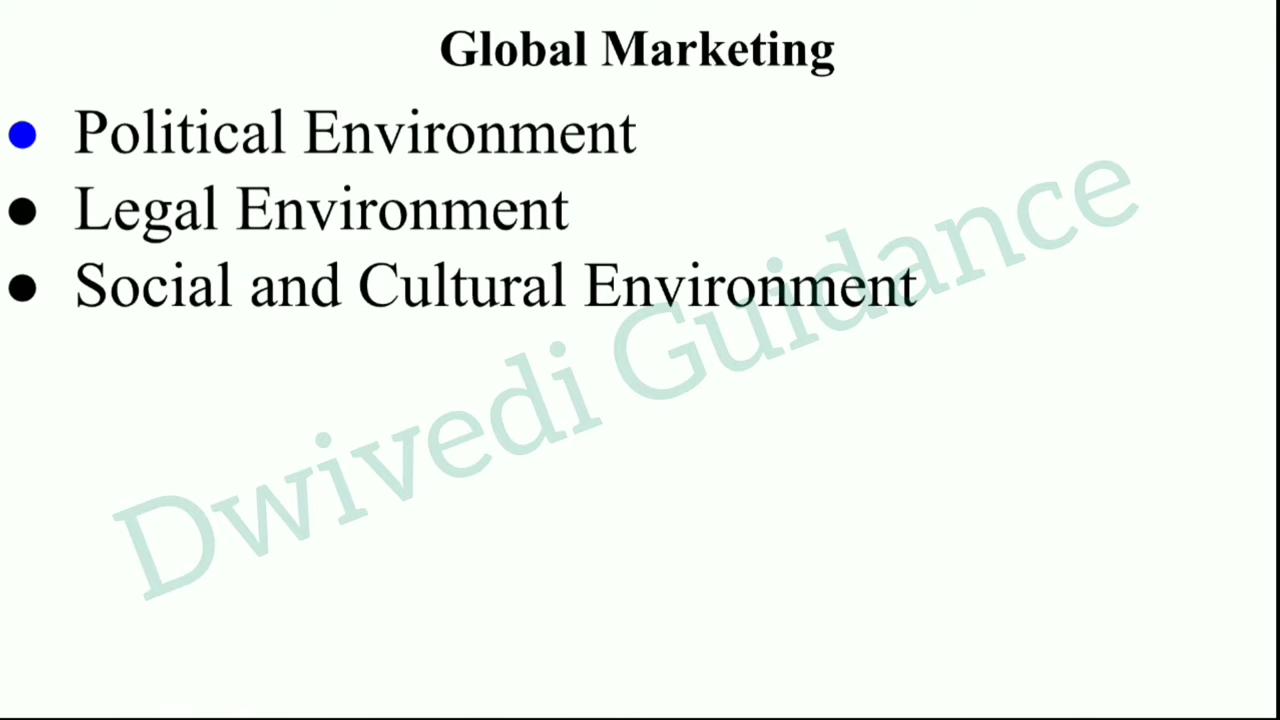 Global Marketing
● Political Environment
● Legal Environment
● Social and Cultural Environment
Dwivedi Guidance